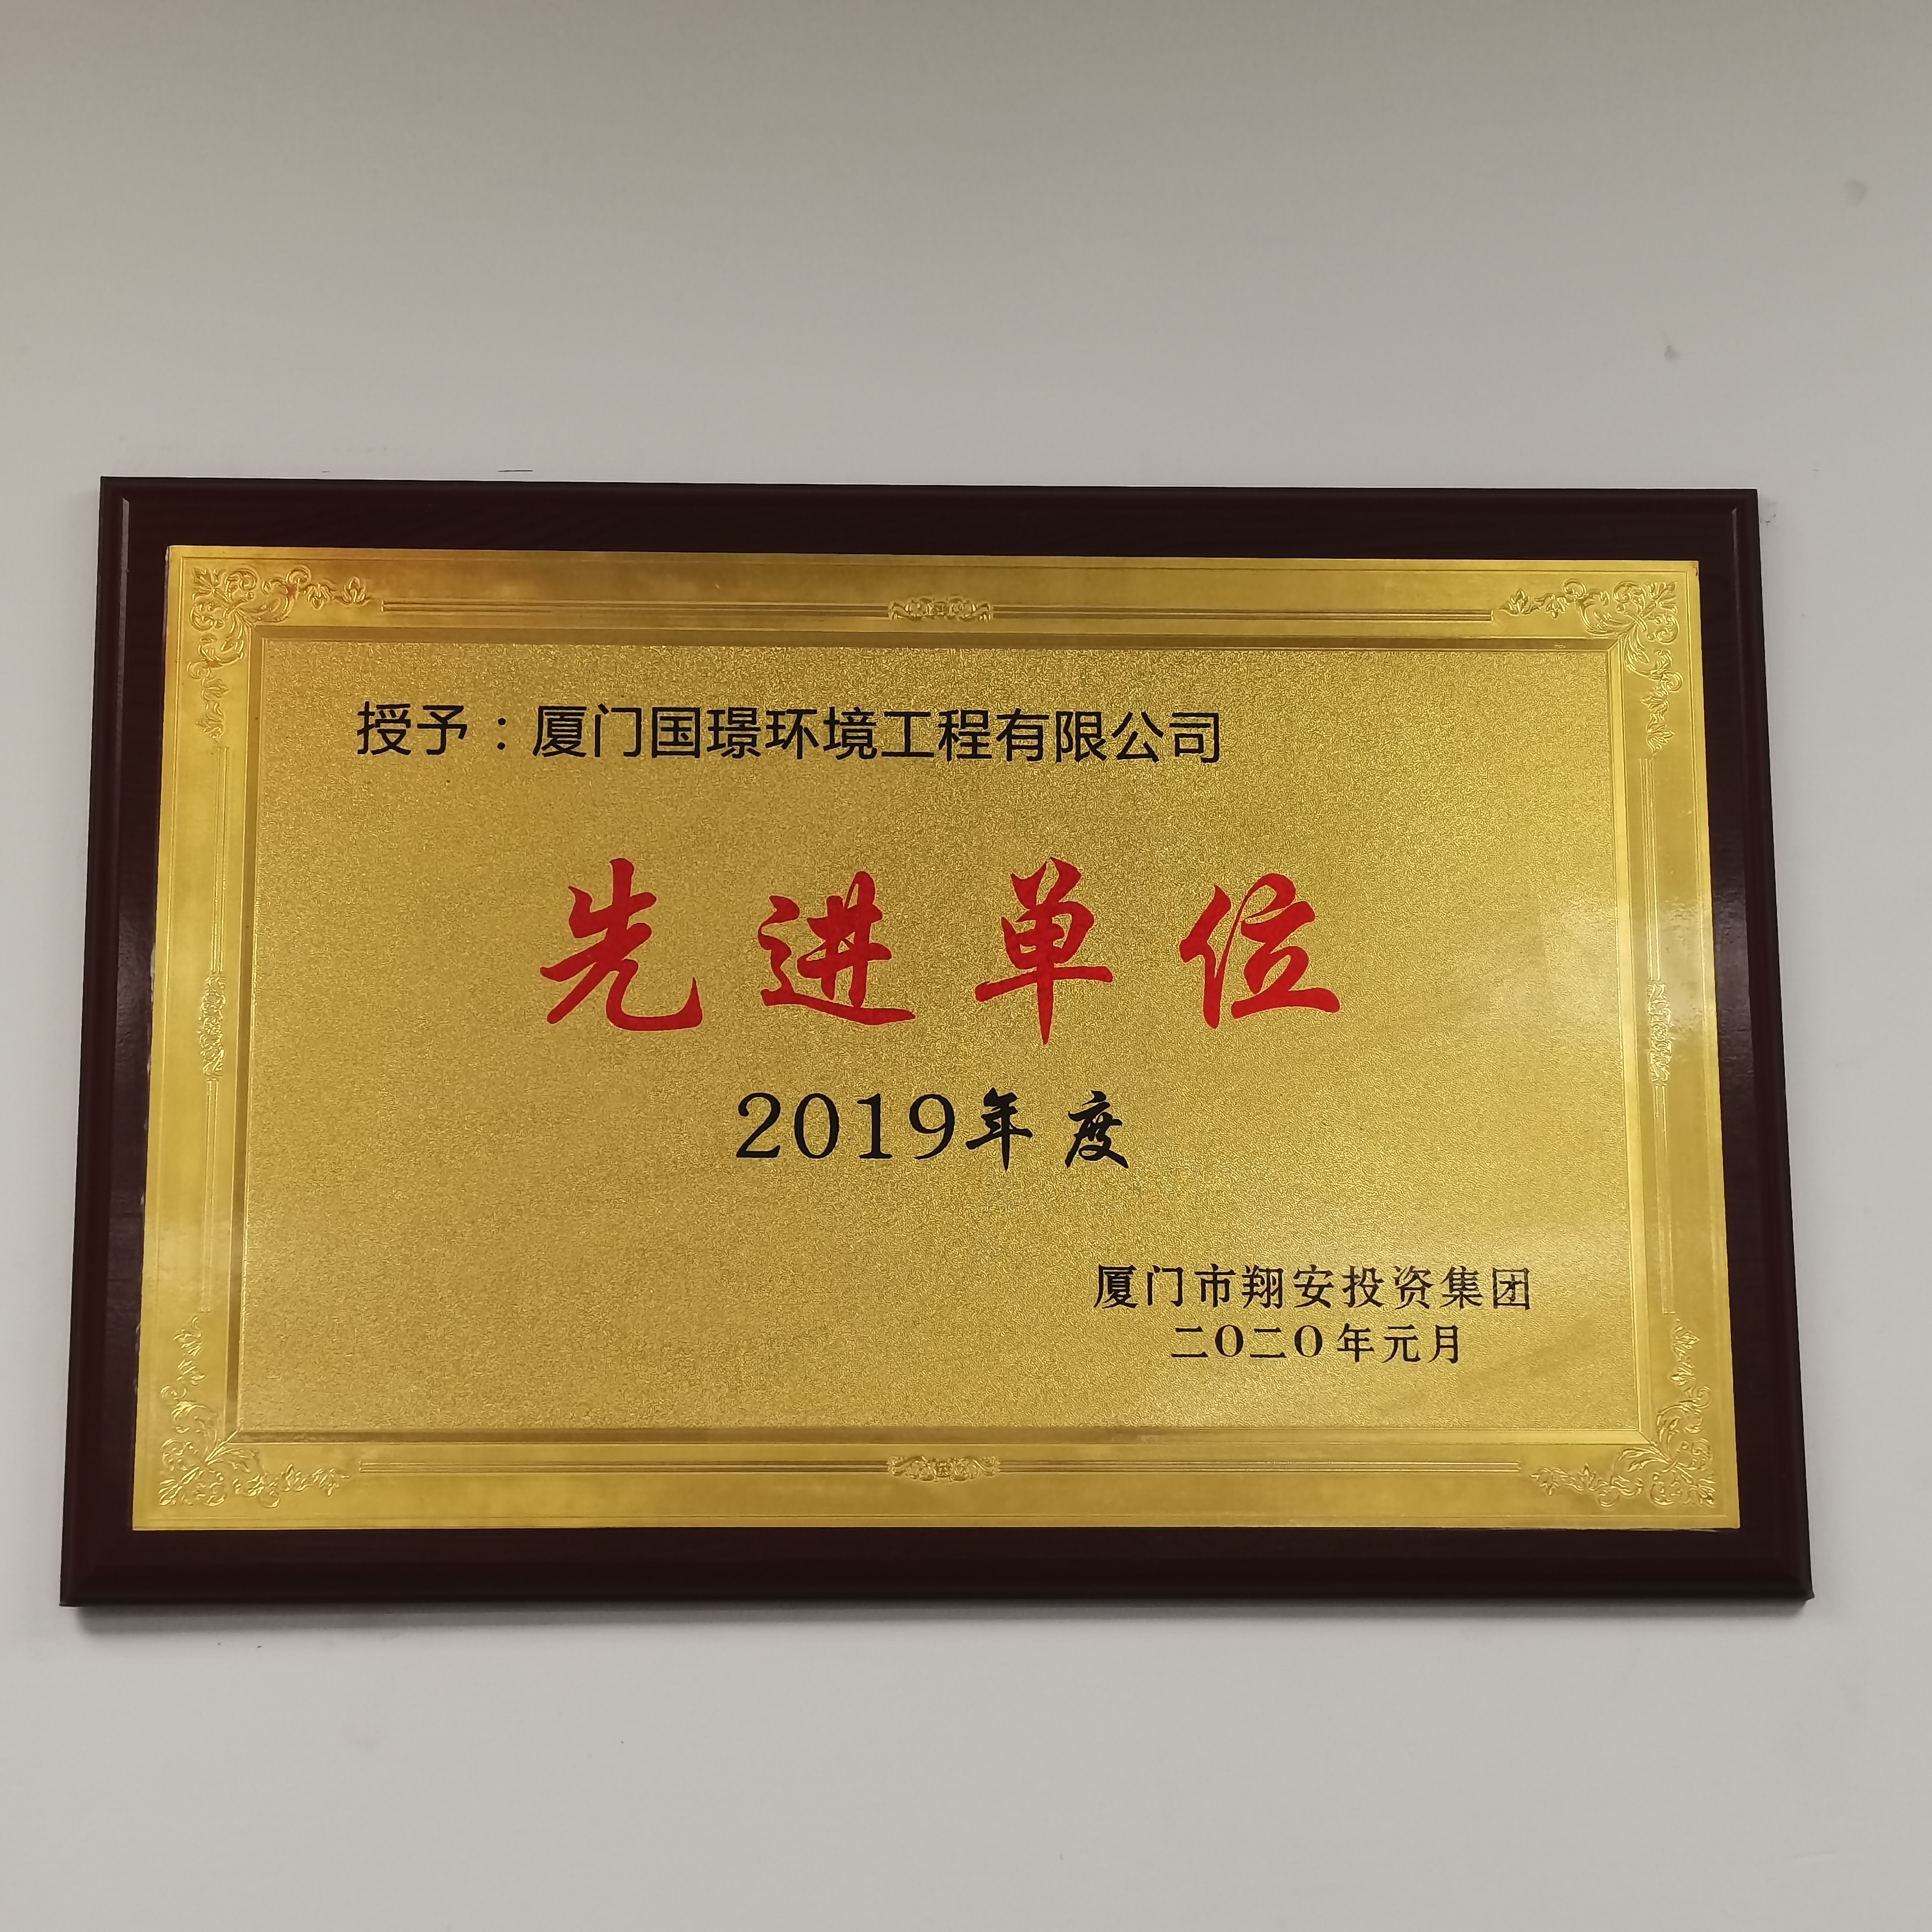 授予：厦门国璟环境工程有限公司
先进单位
2019年度
厦门市翔安投资集团
二〇二〇年元月